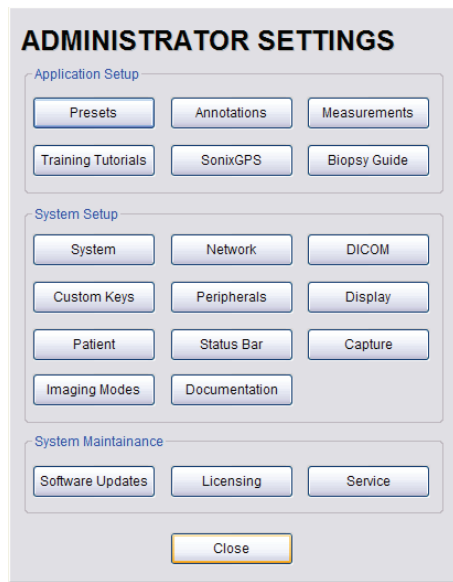 ADMINISTRATOR SETTINGS
Application Setup
Presets Annotations Measurements
Training Tutorials SonixGPS Biopsy Guide
System Setup
System Network DICOM
Custom Keys Peripherals Display
Patient Status Bar Capture
Imaging Modes Documentation
System Maintainance
Software Updates Licensing Service
Close